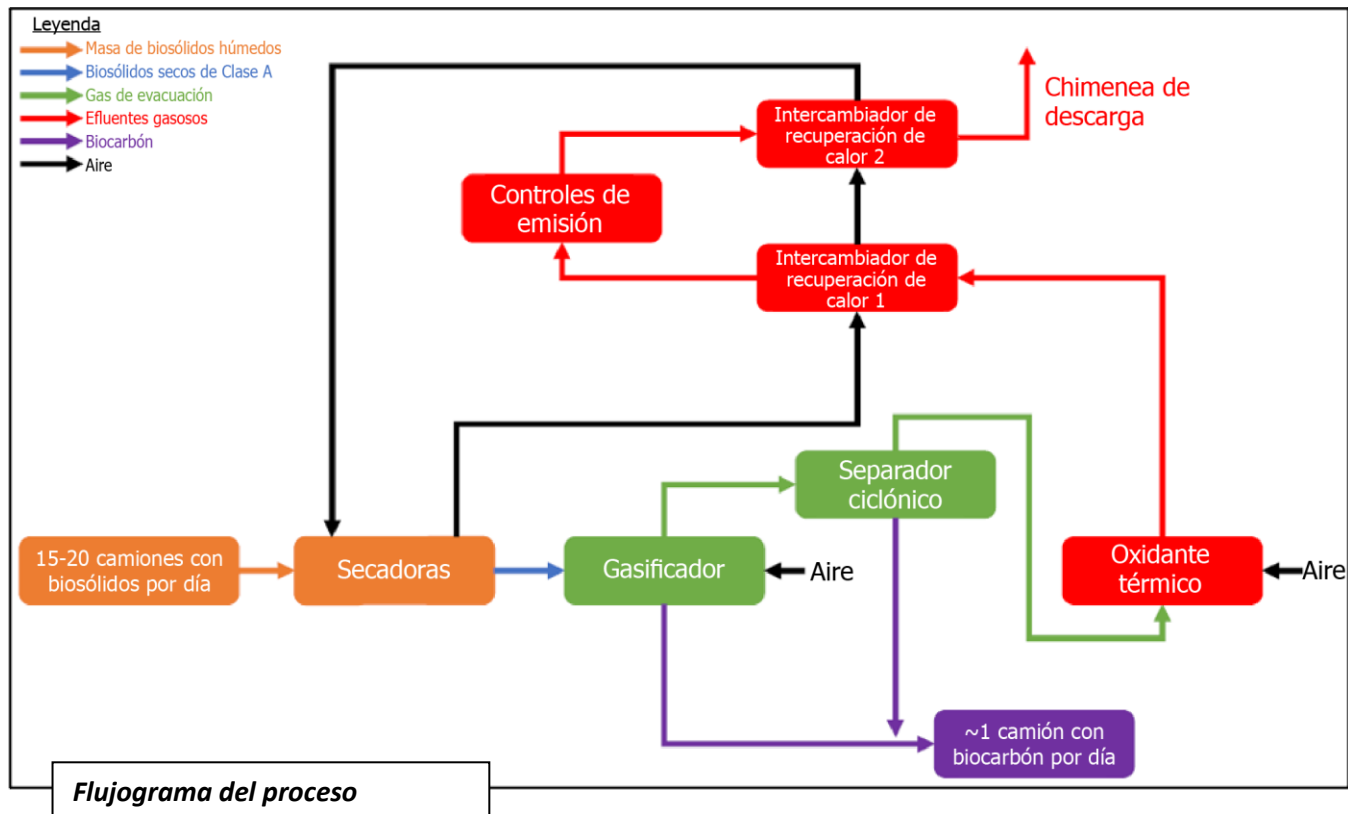 Leyenda
Masa de biosólidos húmedos
Biosólidos secos de Clase A
Gas de evacuación
Efluentes gasosos
Biocarbón
Aire
Chimenea de
descarga
Intercambiador de
recuperación de
calor 2
Controles de
emisión
Intercambiador de
recuperación de
calor 1
Separador
ciclónico
15-20 camiones con
biosólidos por día
Secadoras
Gasificador
Aire
Oxidante
térmico
Aire
~1 camión con
biocarbón por día
Flujograma del proceso